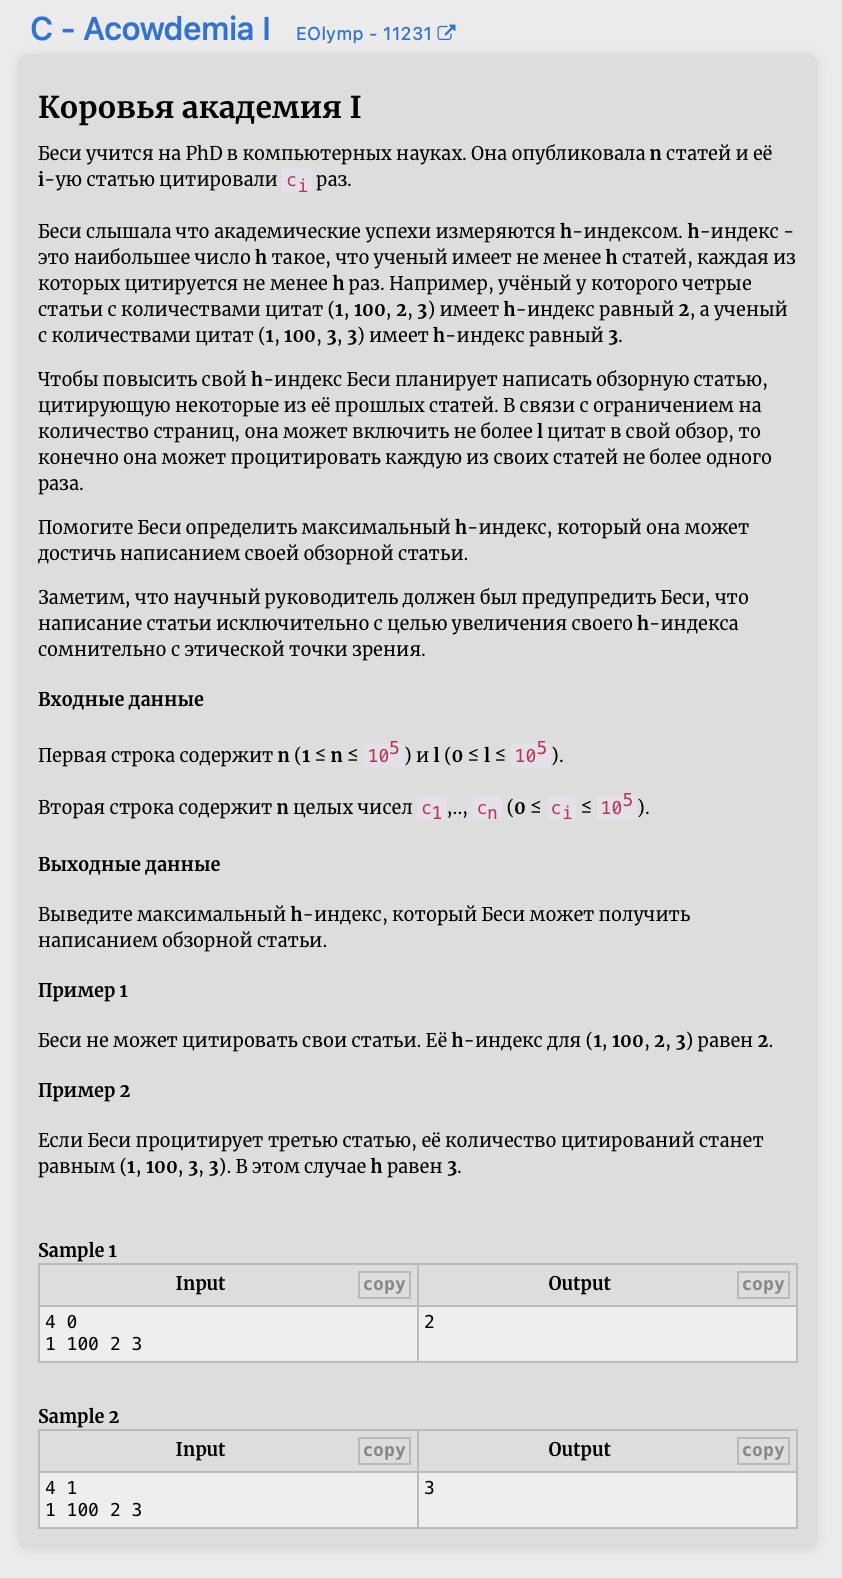 C - Acowdemia I EOlymp - 11231
Коровья академия I
Беси учится на PhD в компьютерных науках. Она опубликовала n статей и её
i-ую статью цитировали c_i раз.
Беси слышала что академические успехи измеряются h-индексом. h-индекс -
это наибольшее число h такое, что ученый имеет не менее h статей, каждая из
которых цитируется не менее h раз. Например, учёный у которого четрые
статьи с количествами цитат (1, 100, 2, 3) имеет h-индекс равный 2, а ученый
с количествами цитат (1, 100, 3, 3) имеет h-индекс равный 3.
Чтобы повысить свой h-индекс Беси планирует написать обзорную статью,
цитирующую некоторые из её прошлых статей. В связи с ограничением на
количество страниц, она может включить не более l цитат в свой обзор, то
конечно она может процитировать каждую из своих статей не более одного
раза.
Помогите Беси определить максимальный h-индекс, который она может
достичь написанием своей обзорной статьи.
Заметим, что научный руководитель должен был предупредить Беси, что
написание статьи исключительно с целью увеличения своего h-индекса
сомнительно с этической точки зрения.
Входные данные
Первая строка содержит n (1 ≤ n ≤ 10^5) и l (0 ≤ l ≤ 10^5).
Вторая строка содержит n целых чисел c_1,.., c_n (0 ≤ c_i ≤ 10^5).
Выходные данные
Выведите максимальный h-индекс, который Беси может получить
написанием обзорной статьи.
Пример 1
Беси не может цитировать свои статьи. Её h-индекс для (1, 100, 2, 3) равен 2.
Пример 2
Если Беси процитирует третью статью, её количество цитирований станет
равным (1, 100, 3, 3). В этом случае h равен 3.
Sample 1
Input copy Output copy
4 0 2
1 100 2 3
Sample 2
Input copy Output copy
4 1 3
1 100 2 3